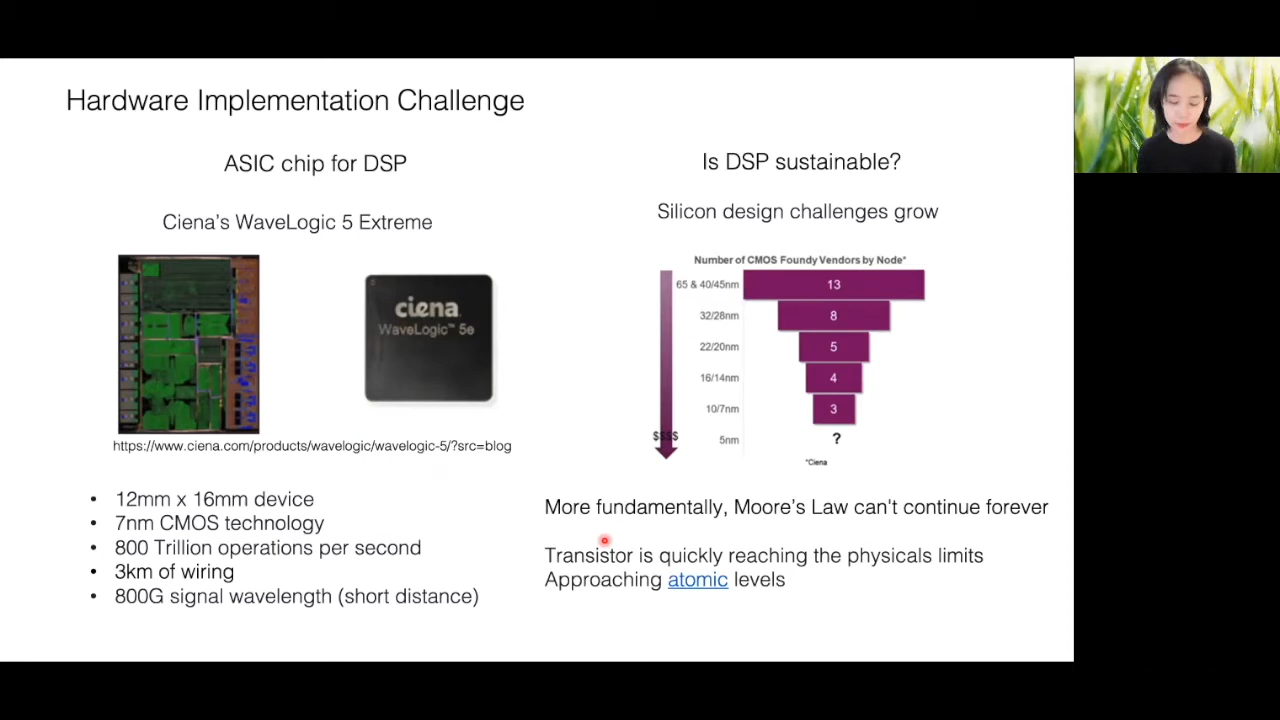 Hardware Implementation Challenge
ASIC chip for DSP
Ciena's WaveLogic 5 Extreme
ciena
WaveLogic™ 5e
https://www.ciena.com/products/wavelogic/wavelogic-5/?src=blog
• 12mm x 16mm device
• 7nm CMOS technology
• 800 Trillion operations per second
• 3km of wiring
• 800G signal wavelength (short distance)
Is DSP sustainable?
Silicon design challenges grow
Number of CMOS Foundy Vendors by Node*
65 & 40/45nm 13
32/28nm 8
22/20nm 5
16/14nm 4
10/7nm 3
$$$$ 5nm ?
*Ciena
More fundamentally, Moore's Law can't continue forever
Transistor is quickly reaching the physicals limits
Approaching atomic levels